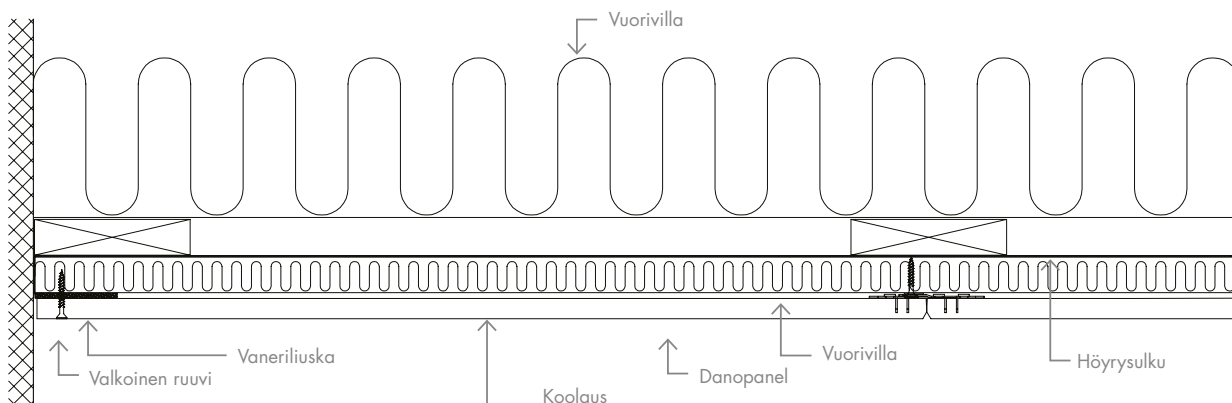 Vuorivilla
Vaneriliuska
Vuorivilla
Höyrysulku
Valkoinen ruuvi
Danopanel
Koolaus